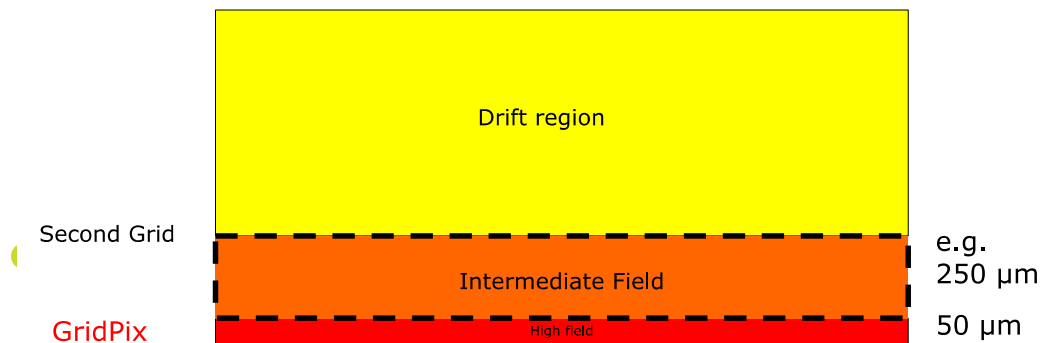 Drift region
Second Grid
e.g.
250 μm
Intermediate Field
GridPix
High field
50 μm